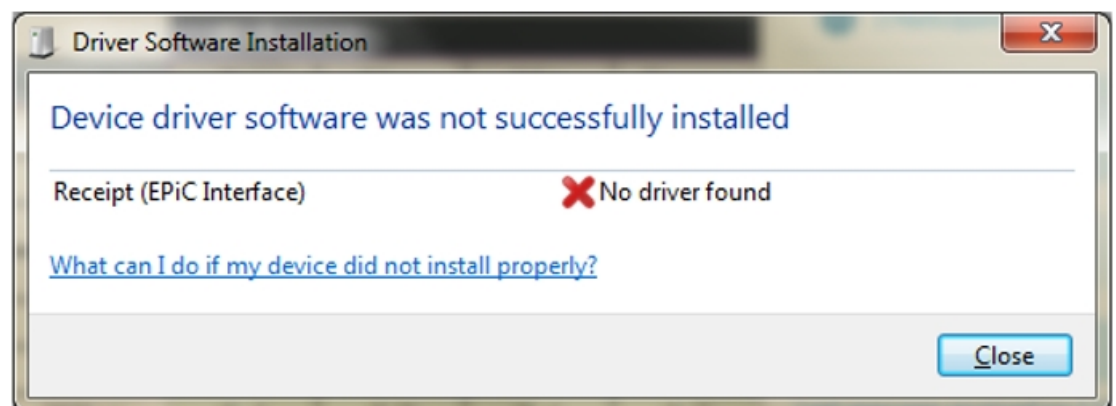 Driver Software Installation
x
Device driver software was not successfully installed
Receipt (EPiC Interface)
No driver found
What can I do if my device did not install properly?
Close